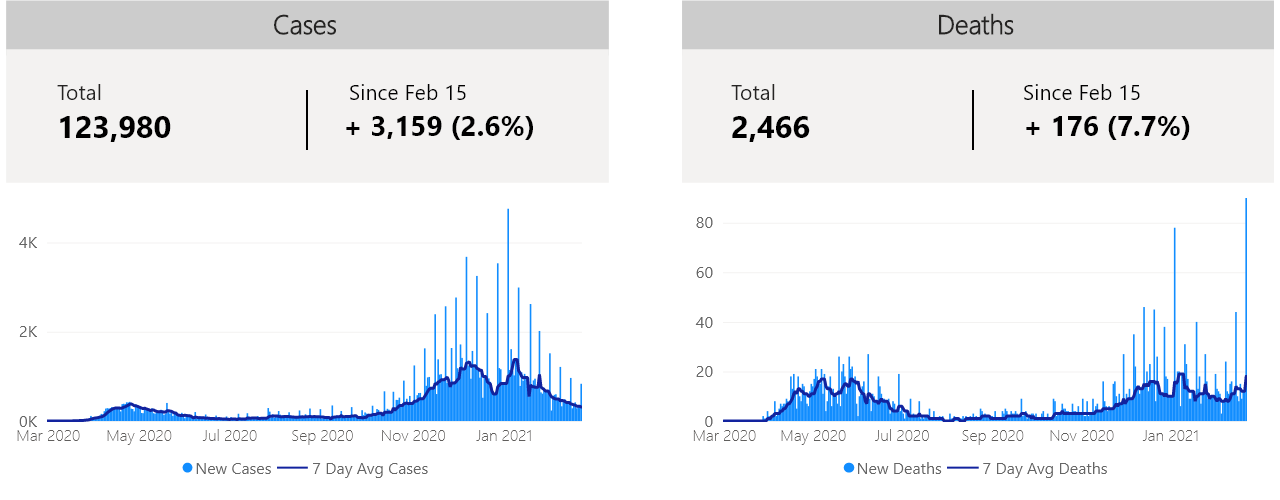 Cases
Total
123,980
Since Feb 15
+ 3,159 (2.6%)
4K
2K
0K
Mar 2020 May 2020 Jul 2020 Sep 2020 Nov 2020 Jan 2021
New Cases 7 Day Avg Cases
Deaths
Total
2,466
Since Feb 15
+ 176 (7.7%)
80
60
40
20
0
Mar 2020 May 2020 Jul 2020 Sep 2020 Nov 2020 Jan 2021
New Deaths 7 Day Avg Deaths